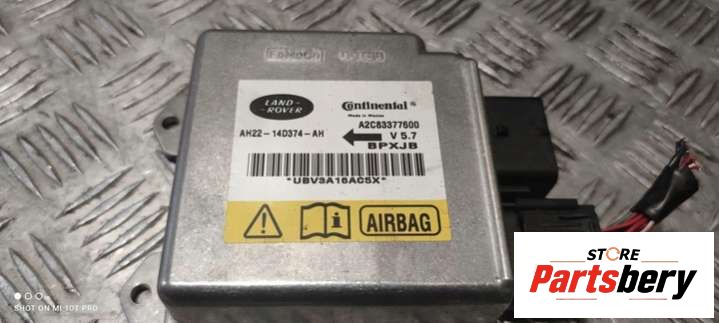 LAND-
-ROVER
Continental
Made in Mexico
AH22-14D374-AH
A2C83377600
V 5.7
BPXJB
*UBV3A16AC5X*
AIRBAG
STORE
Partsbery
SHOT ON MI 10T PRO